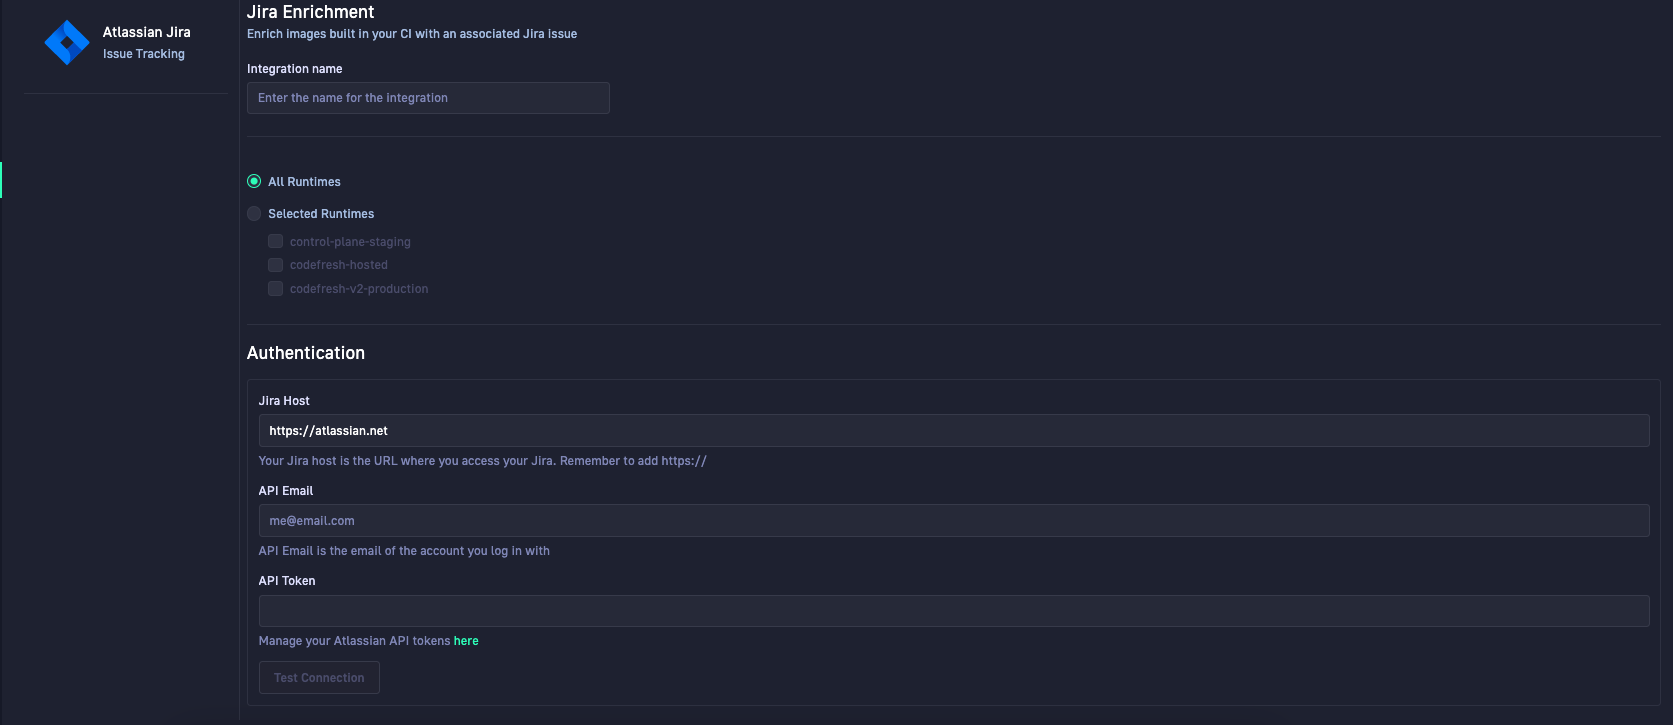 Atlassian Jira
Issue Tracking
Jira Enrichment
Enrich images built in your CI with an associated Jira issue
Integration name
Enter the name for the integration
All Runtimes
Selected Runtimes
control-plane-staging
codefresh-hosted
codefresh-v2-production
Authentication
Jira Host
https://atlassian.net
Your Jira host is the URL where you access your Jira. Remember to add https://
API Email
me@email.com
API Email is the email of the account you log in with
API Token
Manage your Atlassian API tokens here
Test Connection